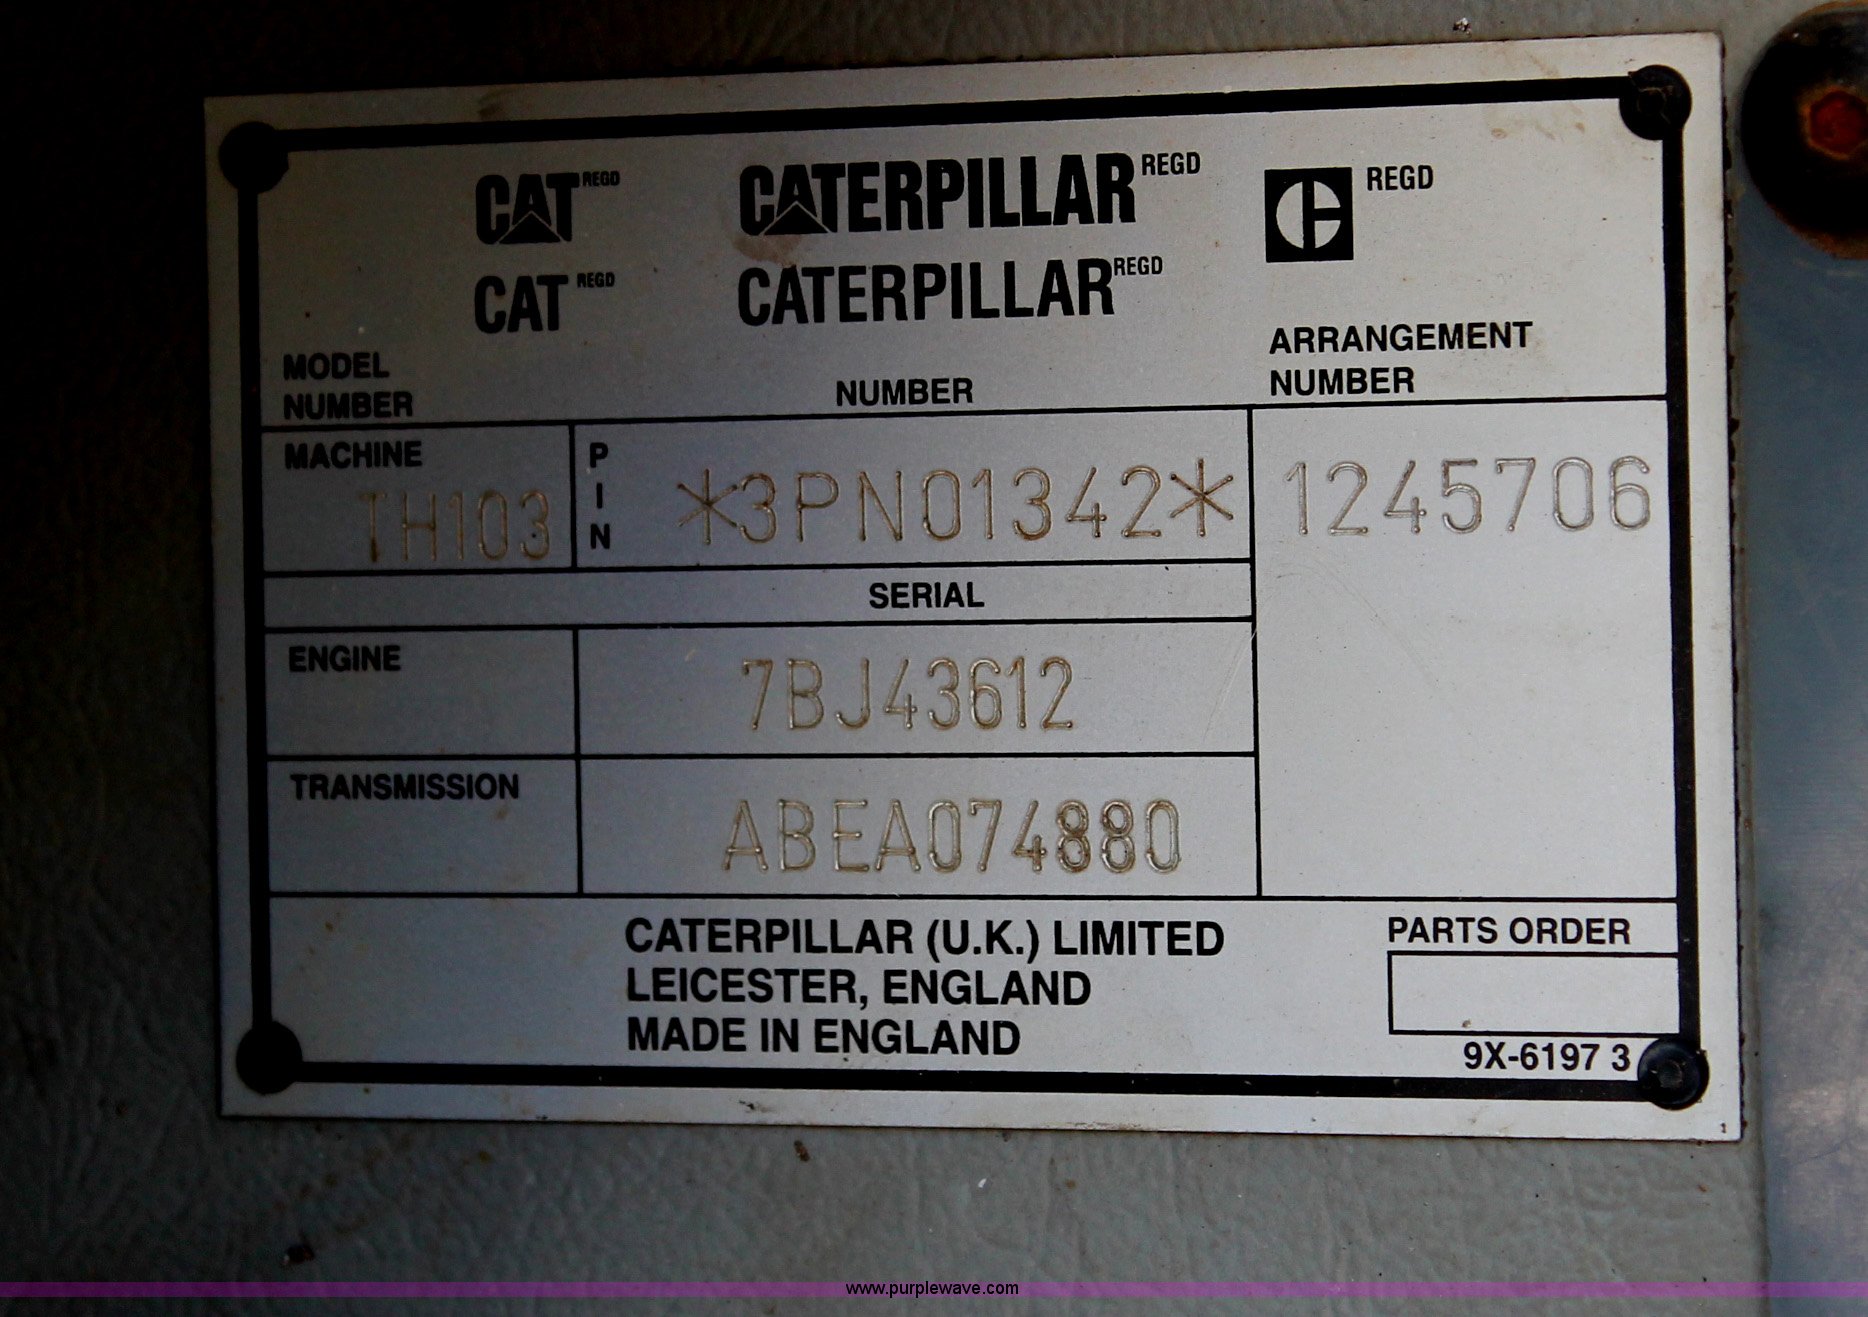 CAT REGD CATERPILLAR REGD REGD
CAT REGD CATERPILLAR REGD
MODEL
NUMBER
NUMBER
ARRANGEMENT
NUMBER
MACHINE
TH103
PIN
*3PN01342*
1245706
SERIAL
ENGINE
7BJ43612
TRANSMISSION
ABEA074880
CATERPILLAR (U.K.) LIMITED
LEICESTER, ENGLAND
MADE IN ENGLAND
PARTS ORDER
9X-6197 3
1
www.purplewave.com